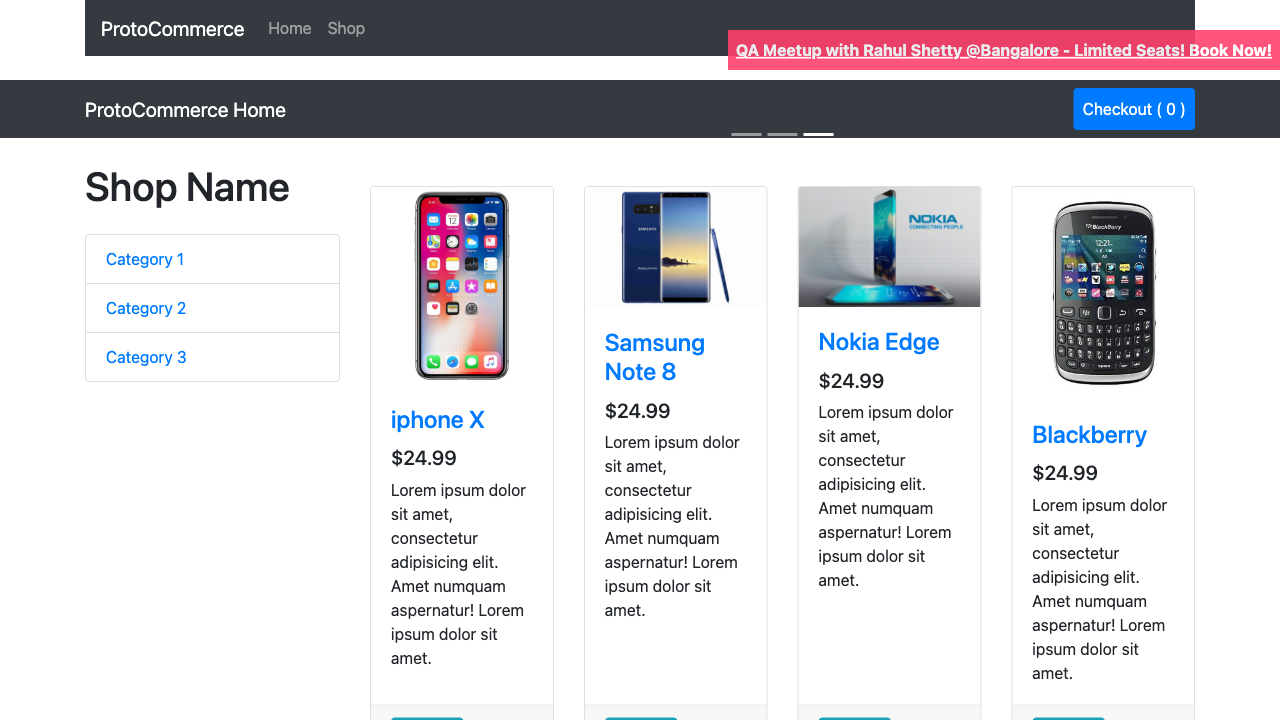 ProtoCommerce Home Shop
QA Meetup with Rahul Shetty @Bangalore - Limited Seats! Book Now!
ProtoCommerce Home
Checkout ( 0 )
Shop Name
Category 1
Category 2
Category 3
iphone X
$24.99
Lorem ipsum dolor
sit amet,
consectetur
adipisicing elit.
Amet numquam
aspernatur! Lorem
ipsum dolor sit
amet.
Samsung
Note 8
$24.99
Lorem ipsum dolor
sit amet,
consectetur
adipisicing elit.
Amet numquam
aspernatur! Lorem
ipsum dolor sit
amet.
NOKIA
CONNECTING PEOPLE
Nokia Edge
$24.99
Lorem ipsum dolor
sit amet,
consectetur
adipisicing elit.
Amet numquam
aspernatur! Lorem
ipsum dolor sit
amet.
BlackBerry
12:21
Blackberry
$24.99
Lorem ipsum dolor
sit amet,
consectetur
adipisicing elit.
Amet numquam
aspernatur! Lorem
ipsum dolor sit
amet.